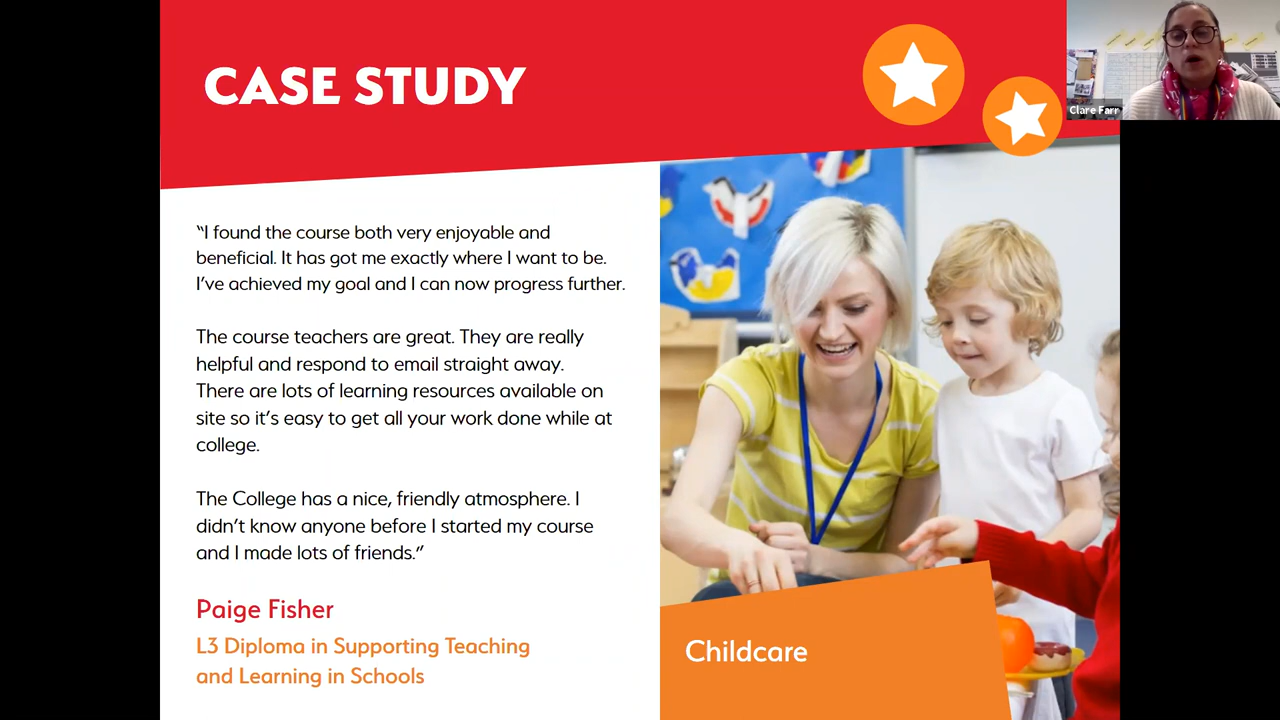 CASE STUDY
Clare Farr
“I found the course both very enjoyable and
beneficial. It has got me exactly where I want to be.
I’ve achieved my goal and I can now progress further.
The course teachers are great. They are really
helpful and respond to email straight away.
There are lots of learning resources available on
site so it’s easy to get all your work done while at
college.
The College has a nice, friendly atmosphere. I
didn’t know anyone before I started my course
and I made lots of friends.”
Paige Fisher
L3 Diploma in Supporting Teaching
and Learning in Schools
Childcare